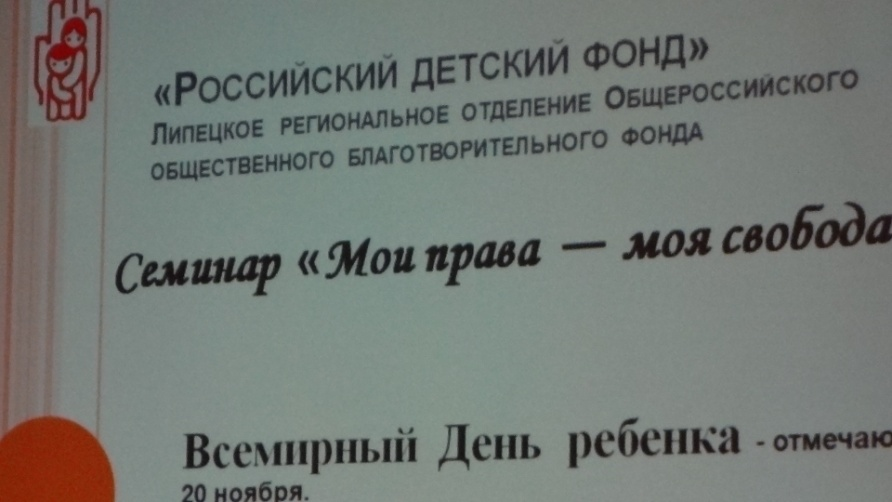 «Российский детский фонд»
Липецкое региональное отделение Общероссийского
общественного благотворительного фонда
Семинар «Мои права — моя свобода
Всемирный День ребенка - отмечаю
20 ноября.